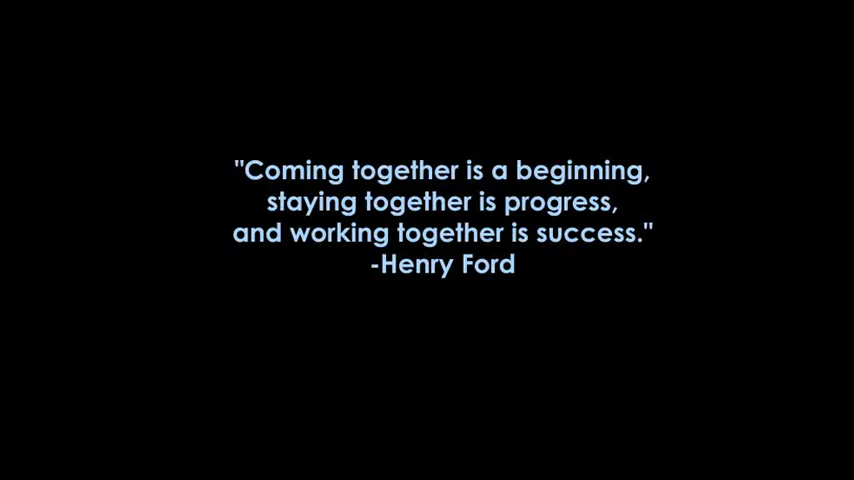 "Coming together is a beginning,
staying together is progress,
and working together is success."
-Henry Ford